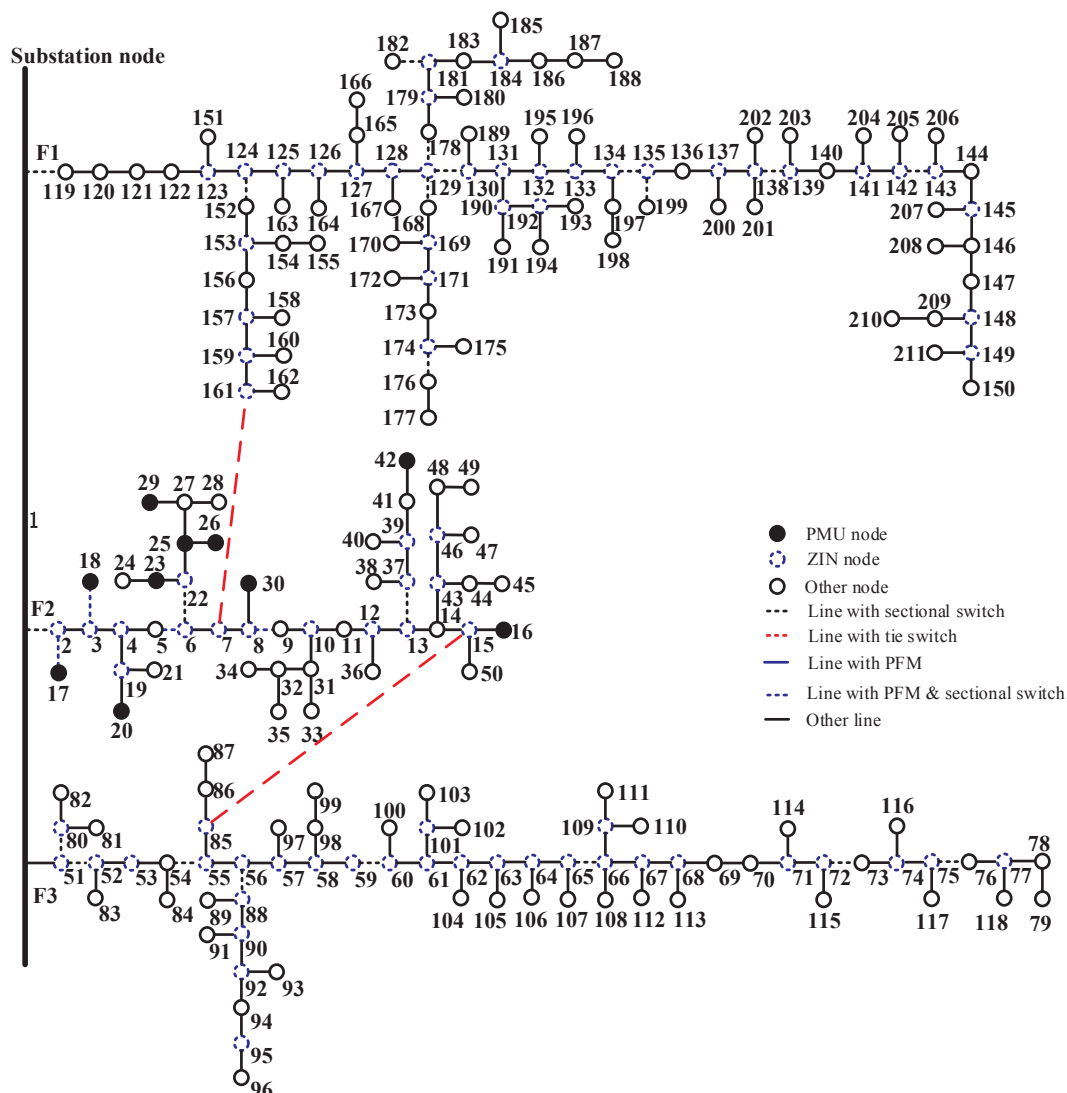 Substation node
185
182 183 187
181 184 186 188
166 179 180
165 195 196 202 203 204 205 206
151 178 189
F1 124 125 126 128 131 134 135 136 137 140 144
119 120 121 122 123 127 129 130 132 133 138 139 141 142 143
152 163 164 167 168 190 192 193 197 199 200 201 207 145
153 170 169 191 194 198 208 146
154 155
156 172 171 147
157 158 173 210 209 148
159 160 174 175 211 149
161 162 176 150
177
42 48 49
29 27 28 41
1
26 39
25 40 46 47
18 24 23 38 37
22 30 43 44 45
F2 12 14
2 3 4 5 6 7 8 9 10 11 13 15 16
17 19 21 34 32 31 36 50
20 35 33
PMU node
ZIN node
Other node
Line with sectional switch
Line with tie switch
Line with PFM
Line with PFM & sectional switch
Other line
87
82 86 99 103 111 114 116
80 81 85 97 98 100 109 110
101 102
78
51 52 53 54 55 56 57 58 59 60 61 62 63 64 65 66 67 68 69 70 71 72 73 74 75 76 77
F3 83 84 89 88 104 105 106 107 108 112 113 115 117 118 79
91 90
92 93
94
95
96